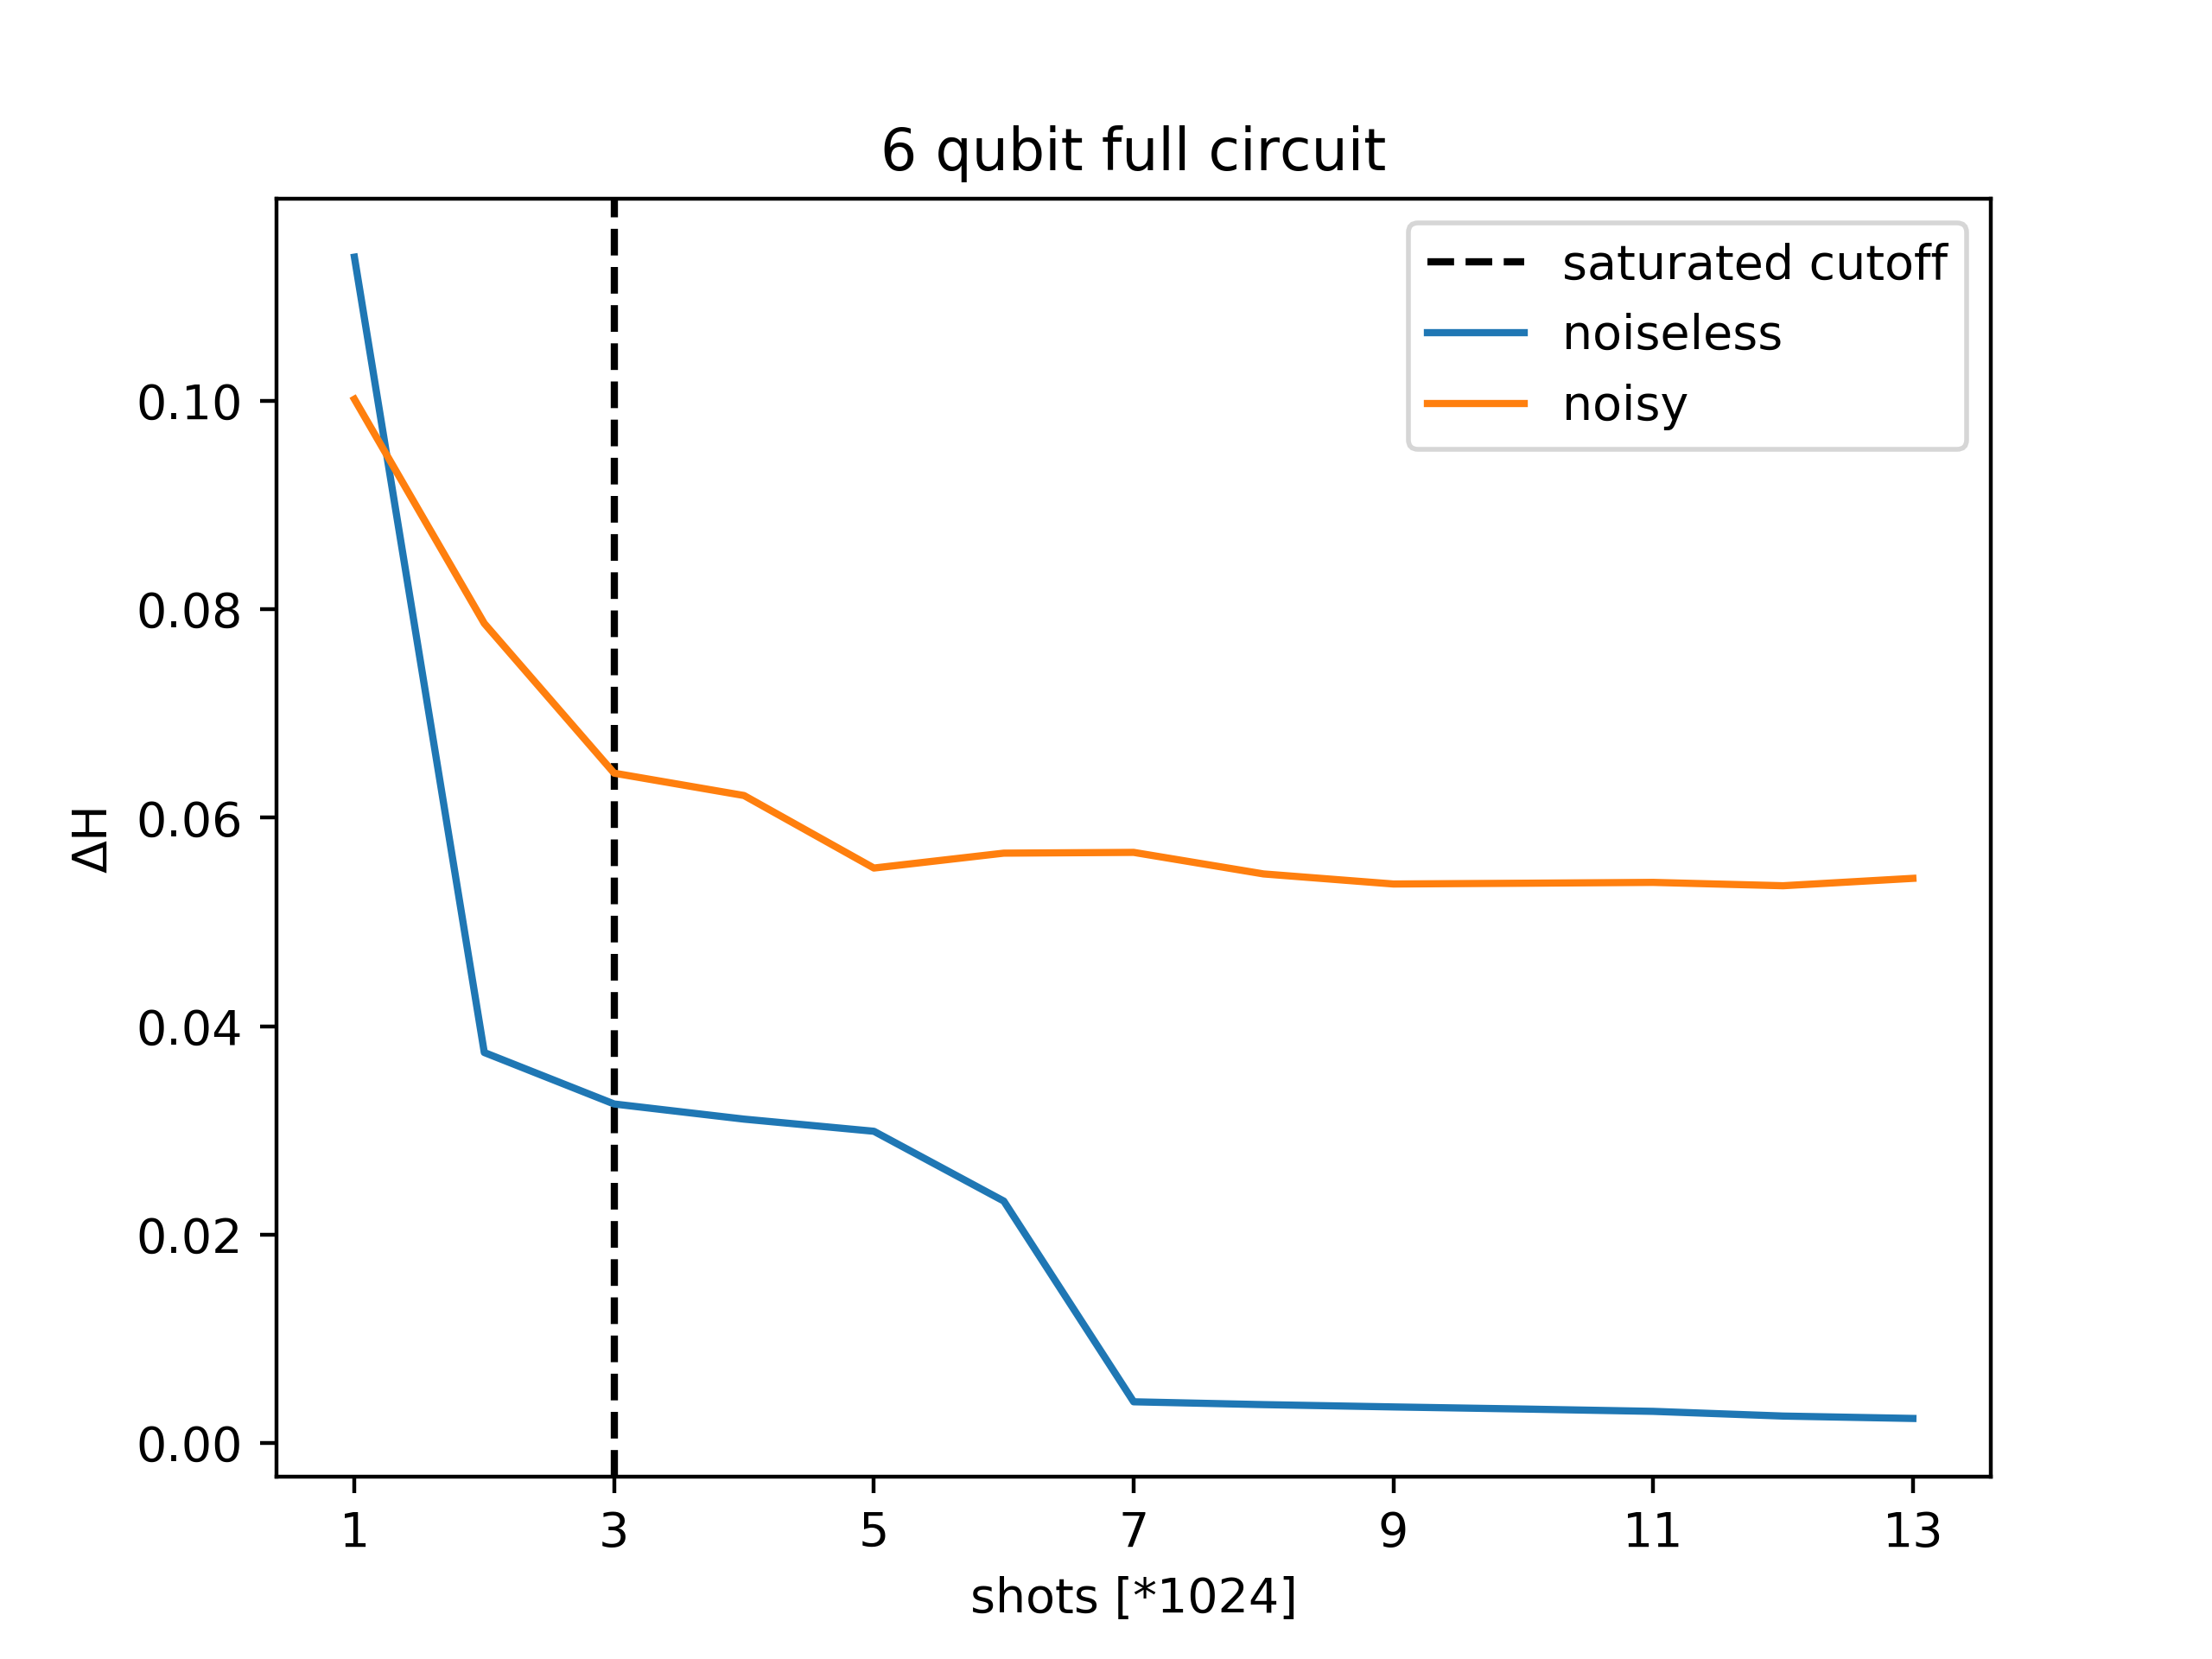 6 qubit full circuit
saturated cutoff
noiseless
noisy
0.10
0.08
0.06
0.04
0.02
0.00
ΔH
1 3 5 7 9 11 13
shots [*1024]